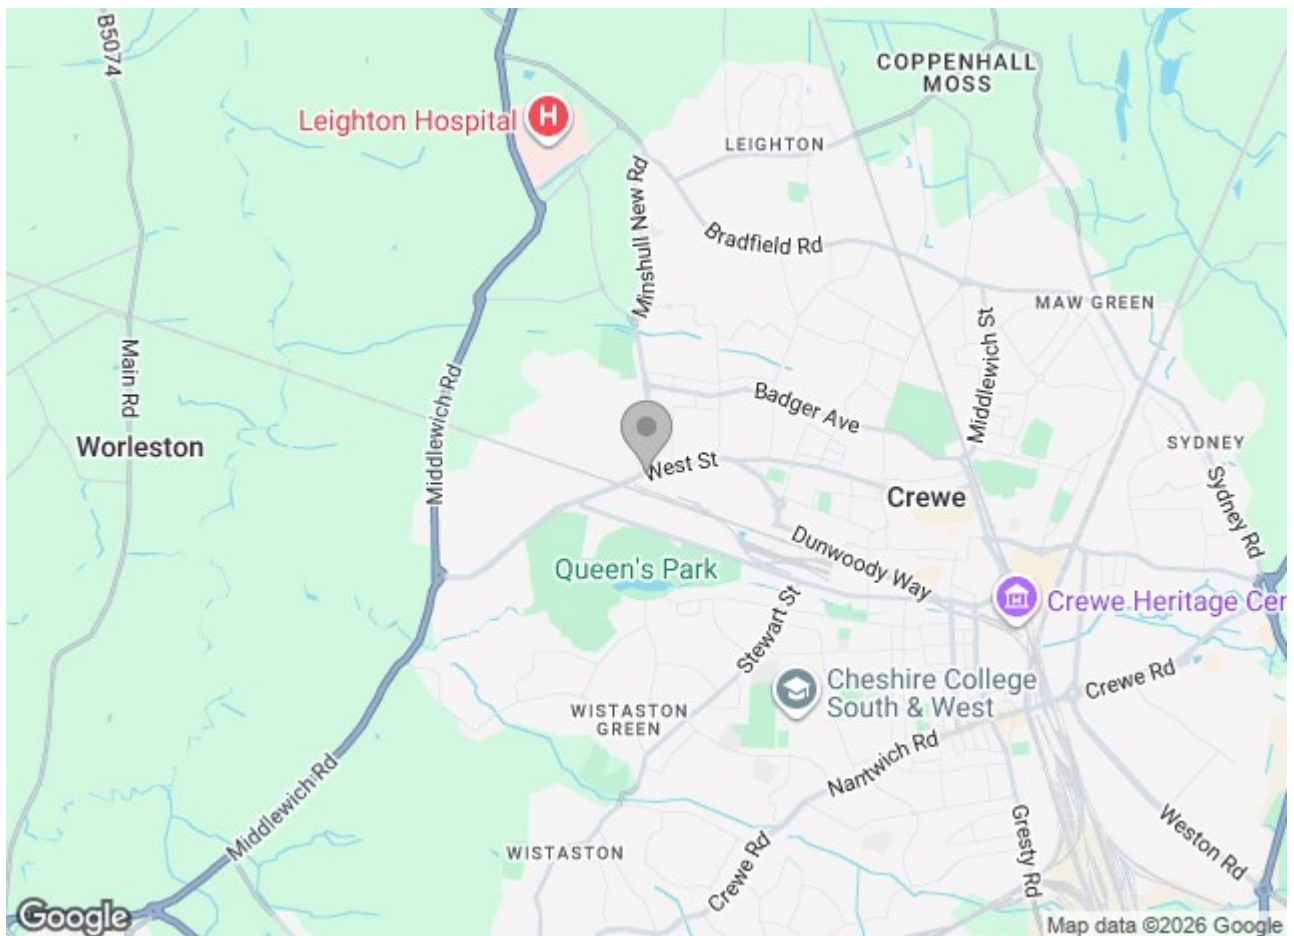 B5074
COPPENHALL
MOSS
Leighton Hospital
H
LEIGHTON
Minshull New Rd
Bradfield Rd
MAW GREEN
Middlewich St
Main Rd
Middlewich Rd
Badger Ave
Worleston
SYDNEY
West St
Crewe
Sydney Rd
Dunwoody Way
Queen's Park
Crewe Heritage Cer
Stewart St
Cheshire College
South & West
Crewe Rd
WISTASTON
GREEN
Nantwich Rd
Middlewich Rd
Weston Rd
Gresty Rd
WISTASTON
Crewe Rd
Google
Map data ©2026 Google